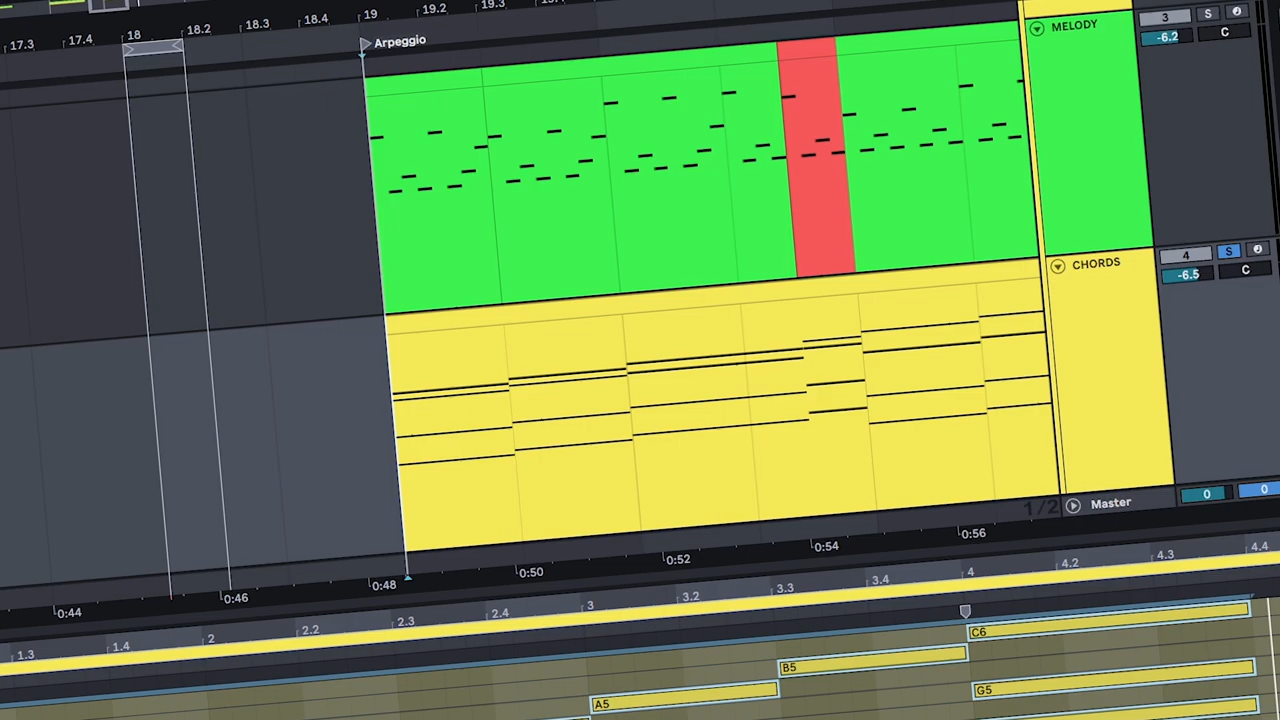 17.3 17.4 18 18.2 18.3 18.4 19 19.2 19.3
Arpeggio
MELODY
3 S
-6.2 C
CHORDS
4 S
-6.5 C
1/2
Master
0 0
0:44 0:46 0:48 0:50 0:52 0:54 0:56
1.3 1.4 2 2.2 2.3 2.4 3 3.2 3.3 3.4 4 4.2 4.3 4.4
C6
B5
G5
A5